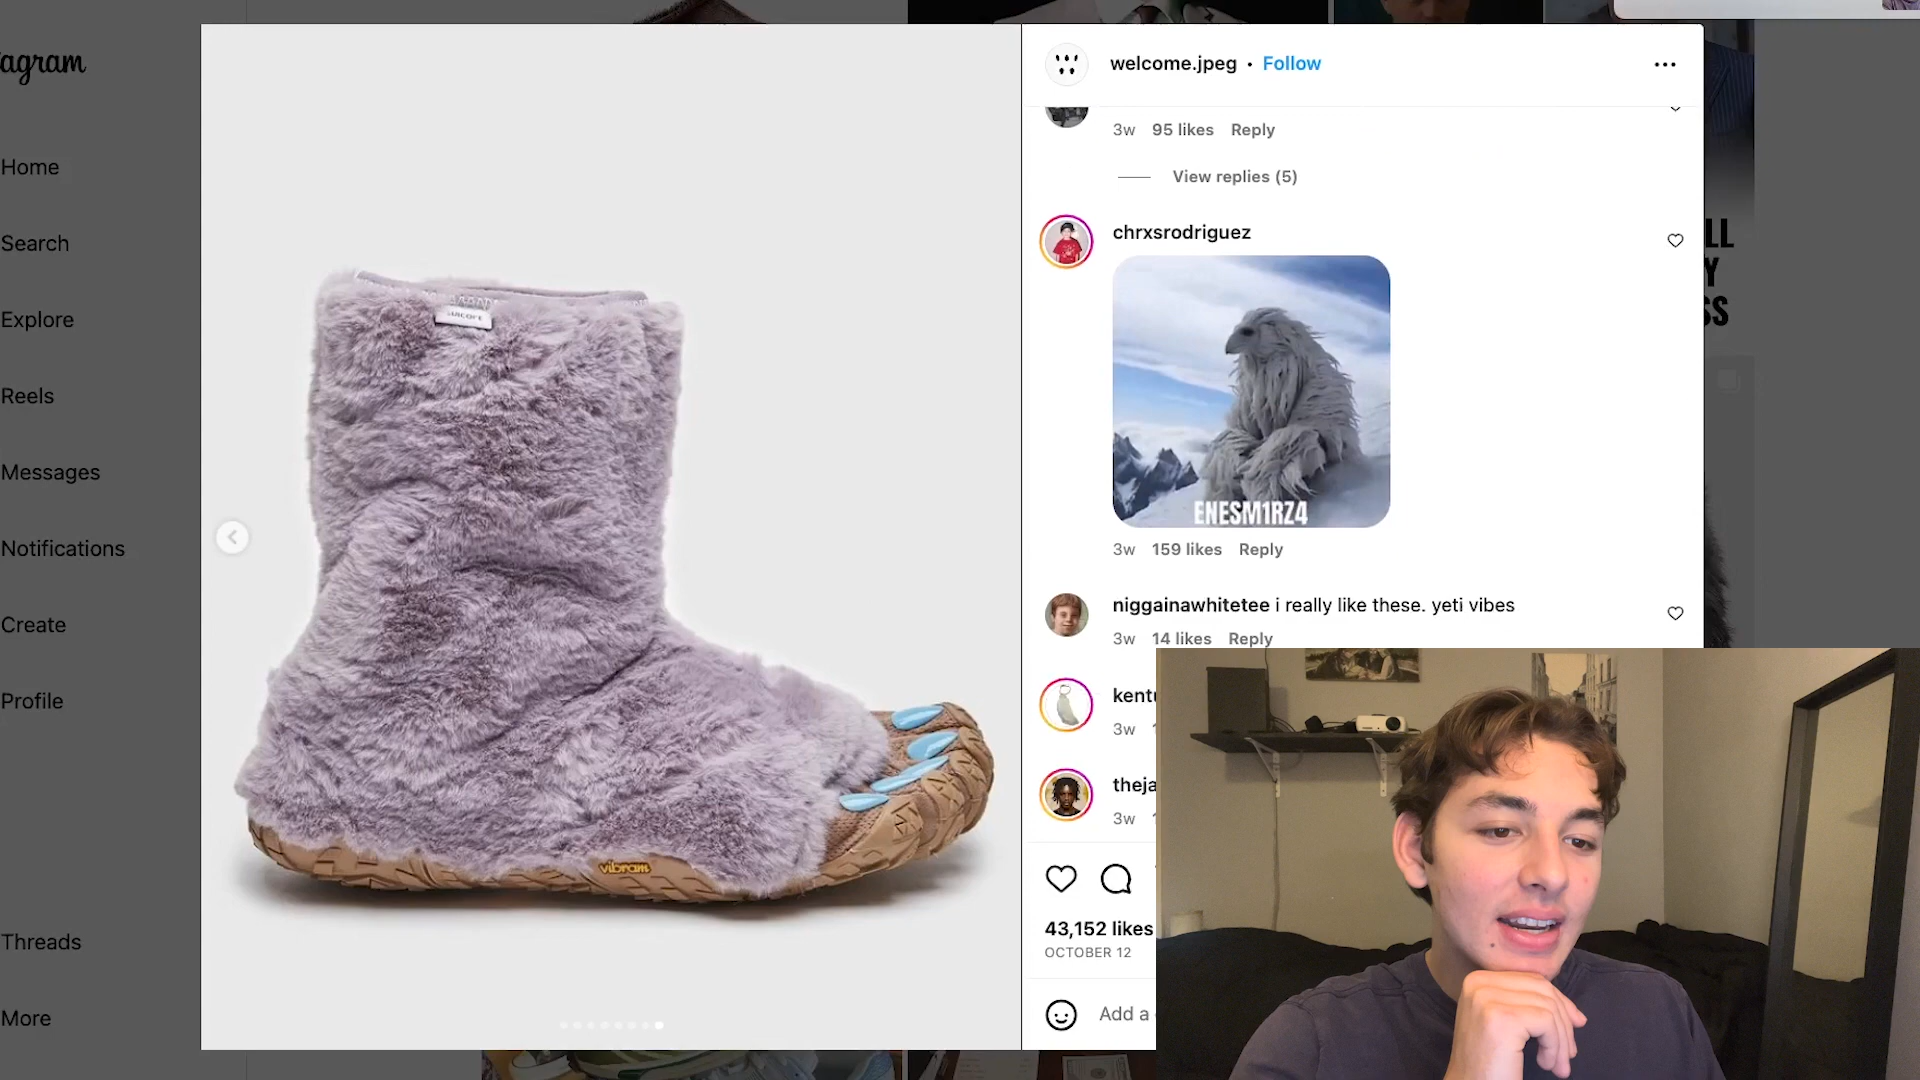 agram
Home
Search
Explore
Reels
Messages
Notifications
Create
Profile
Threads
More
SUICOKE
vibram
welcome.jpeg • Follow
3w 95 likes Reply
View replies (5)
chrxsrodriguez
ENESM1RZ4
3w 159 likes Reply
niggainawhitetee i really like these. yeti vibes
3w 14 likes Reply
kentu
3w
theja
3w
43,152 likes
OCTOBER 12
Add a
LL
Y
SS